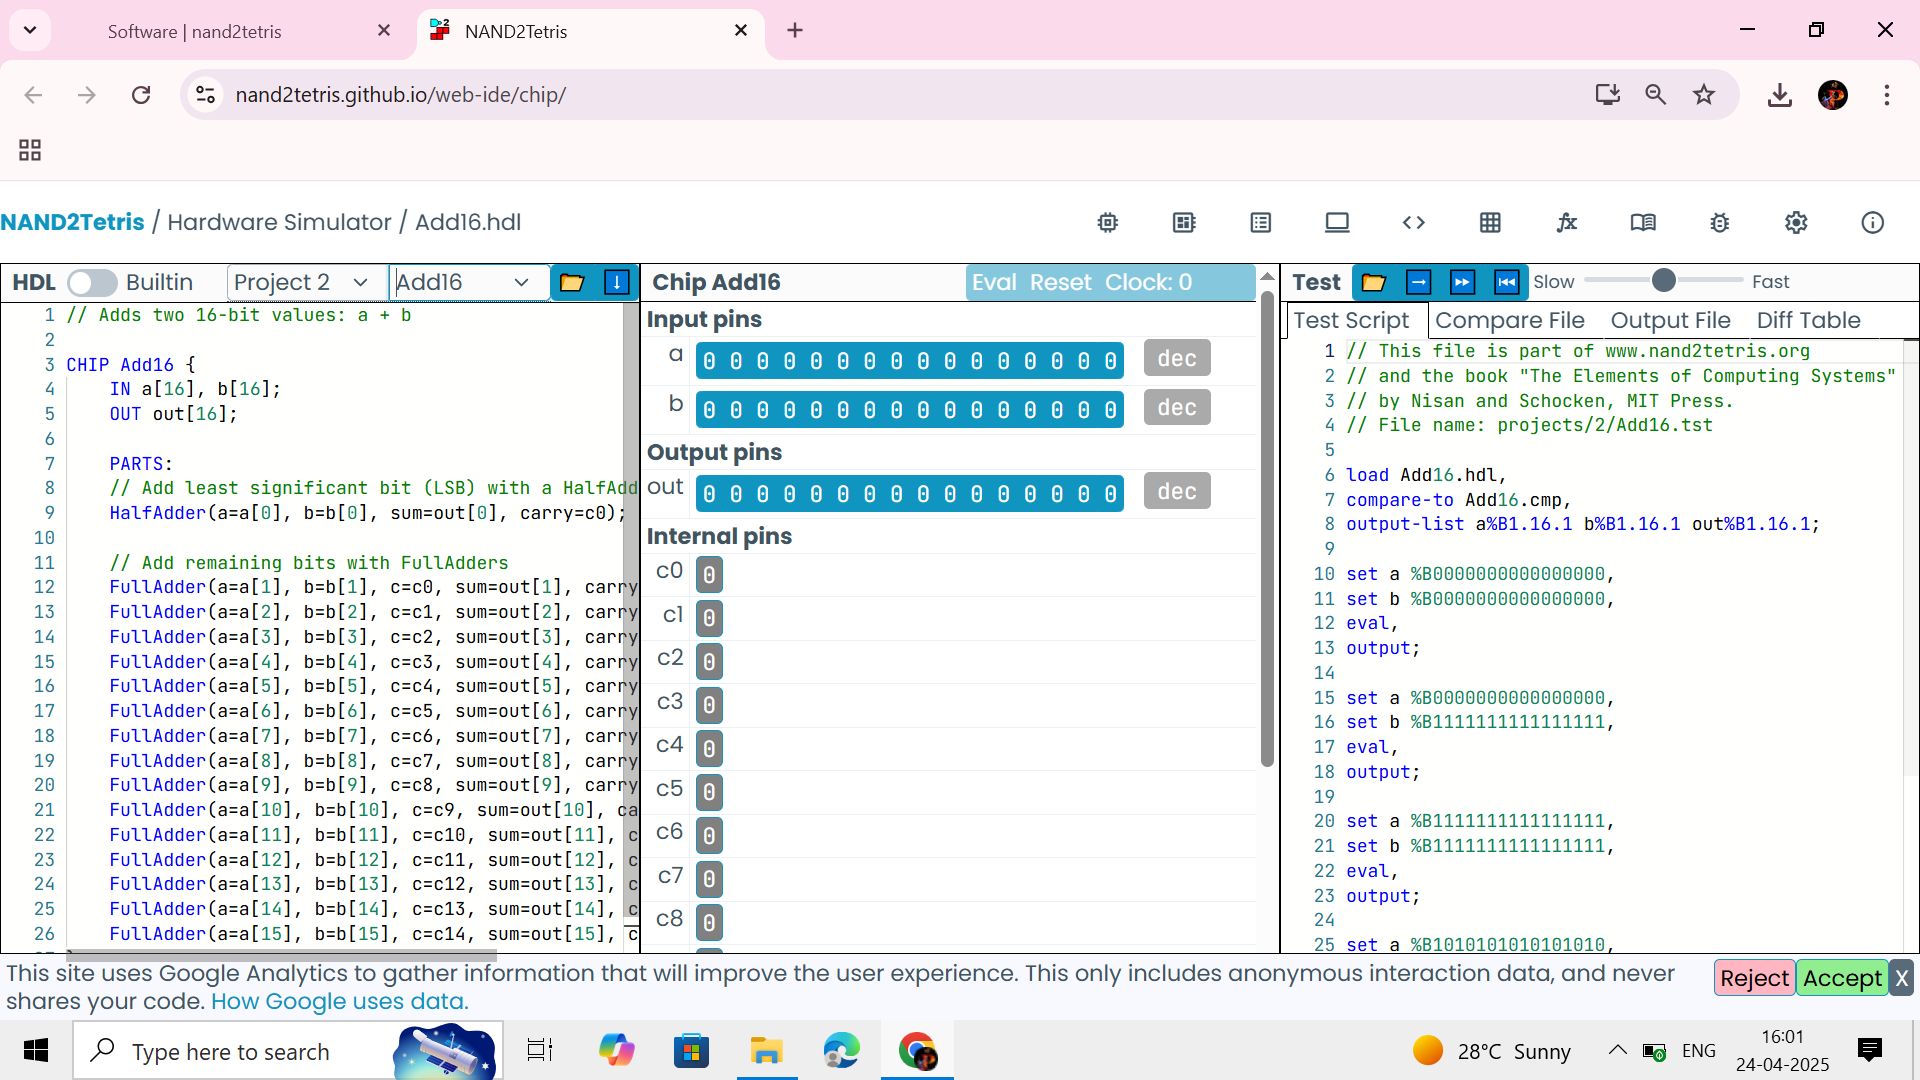 Software | nand2tetris
NAND2Tetris
nand2tetris.github.io/web-ide/chip/
NAND2Tetris / Hardware Simulator / Add16.hdl
HDL Builtin Project 2 Add16
1 // Adds two 16-bit values: a + b
2
3 CHIP Add16 {
4 IN a[16], b[16];
5 OUT out[16];
6
7 PARTS:
8 // Add least significant bit (LSB) with a HalfAdd
9 HalfAdder(a=a[0], b=b[0], sum=out[0], carry=c0);
10
11 // Add remaining bits with FullAdders
12 FullAdder(a=a[1], b=b[1], c=c0, sum=out[1], carry
13 FullAdder(a=a[2], b=b[2], c=c1, sum=out[2], carry
14 FullAdder(a=a[3], b=b[3], c=c2, sum=out[3], carry
15 FullAdder(a=a[4], b=b[4], c=c3, sum=out[4], carry
16 FullAdder(a=a[5], b=b[5], c=c4, sum=out[5], carry
17 FullAdder(a=a[6], b=b[6], c=c5, sum=out[6], carry
18 FullAdder(a=a[7], b=b[7], c=c6, sum=out[7], carry
19 FullAdder(a=a[8], b=b[8], c=c7, sum=out[8], carry
20 FullAdder(a=a[9], b=b[9], c=c8, sum=out[9], carry
21 FullAdder(a=a[10], b=b[10], c=c9, sum=out[10], ca
22 FullAdder(a=a[11], b=b[11], c=c10, sum=out[11], c
23 FullAdder(a=a[12], b=b[12], c=c11, sum=out[12], c
24 FullAdder(a=a[13], b=b[13], c=c12, sum=out[13], c
25 FullAdder(a=a[14], b=b[14], c=c13, sum=out[14], c
26 FullAdder(a=a[15], b=b[15], c=c14, sum=out[15], c
Chip Add16 Eval Reset Clock: 0
Input pins
a 0 0 0 0 0 0 0 0 0 0 0 0 0 0 0 0 dec
b 0 0 0 0 0 0 0 0 0 0 0 0 0 0 0 0 dec
Output pins
out 0 0 0 0 0 0 0 0 0 0 0 0 0 0 0 0 dec
Internal pins
c0 0
c1 0
c2 0
c3 0
c4 0
c5 0
c6 0
c7 0
c8 0
Test Slow Fast
Test Script Compare File Output File Diff Table
1 // This file is part of www.nand2tetris.org
2 // and the book "The Elements of Computing Systems"
3 // by Nisan and Schocken, MIT Press.
4 // File name: projects/2/Add16.tst
5
6 load Add16.hdl,
7 compare-to Add16.cmp,
8 output-list a%B1.16.1 b%B1.16.1 out%B1.16.1;
9
10 set a %B0000000000000000,
11 set b %B0000000000000000,
12 eval,
13 output;
14
15 set a %B0000000000000000,
16 set b %B1111111111111111,
17 eval,
18 output;
19
20 set a %B1111111111111111,
21 set b %B1111111111111111,
22 eval,
23 output;
24
25 set a %B1010101010101010,
This site uses Google Analytics to gather information that will improve the user experience. This only includes anonymous interaction data, and never
shares your code. How Google uses data.
Reject Accept X
Type here to search
28°C Sunny
ENG
16:01
24-04-2025